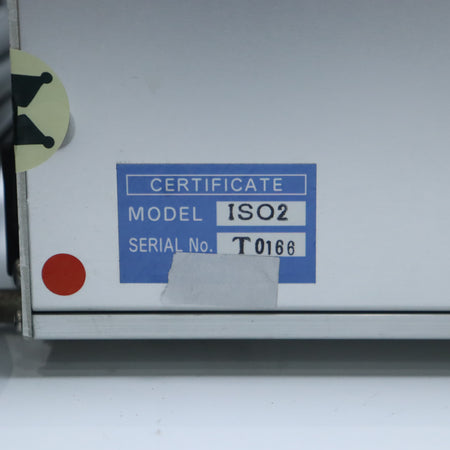 CERTIFICATE
MODEL ISO2
SERIAL No. T0166